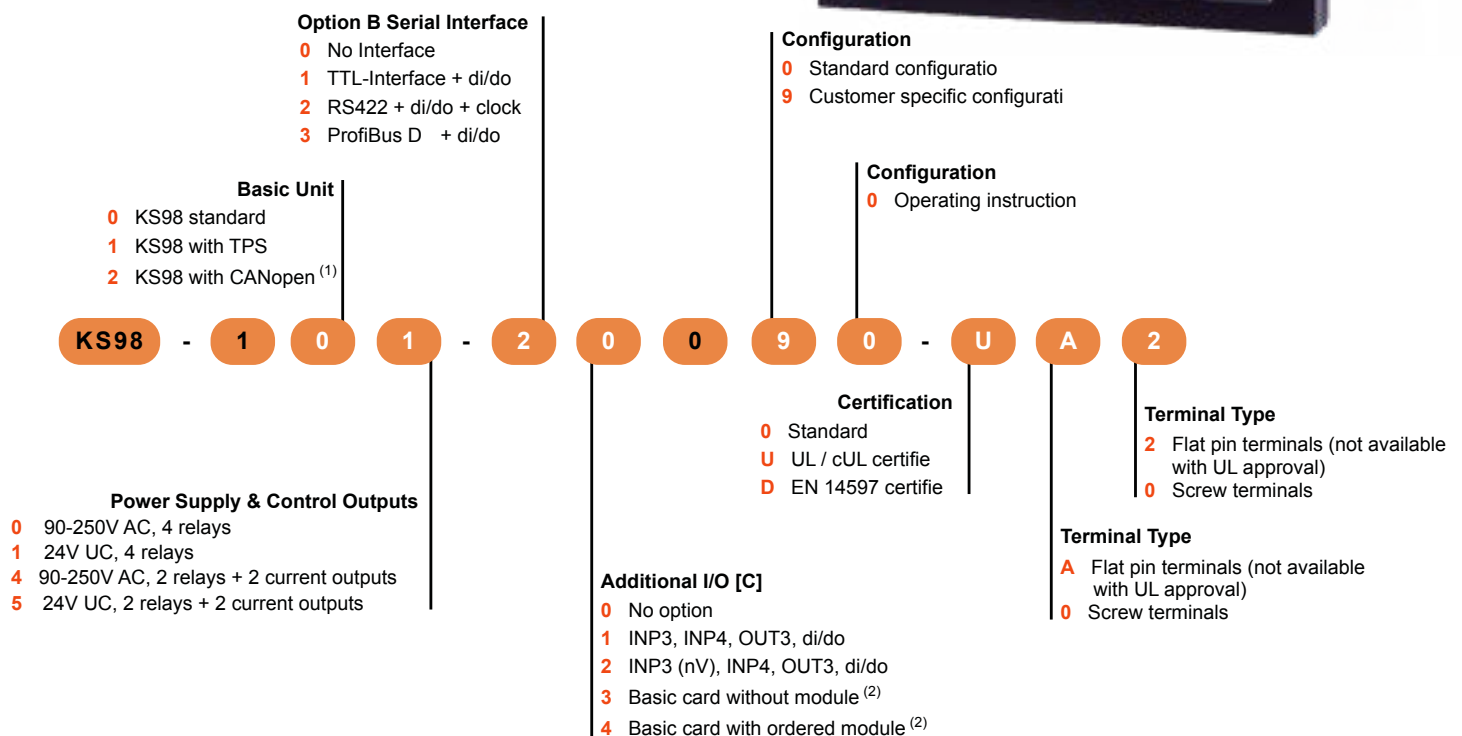 Option B Serial Interface
0 No Interface
1 TTL-Interface + di/do
2 RS422 + di/do + clock
3 ProfiBus D + di/do
Configuration
0 Standard configuratio
9 Customer specific configurati
Configuration
0 Operating instruction
Basic Unit
0 KS98 standard
1 KS98 with TPS
2 KS98 with CANopen (1)
KS98 - 1 0 1 - 2 0 0 9 0 - U A 2
Certification
0 Standard
U UL / cUL certifie
D EN 14597 certifie
Terminal Type
2 Flat pin terminals (not available
with UL approval)
0 Screw terminals
Power Supply & Control Outputs
0 90-250V AC, 4 relays
1 24V UC, 4 relays
4 90-250V AC, 2 relays + 2 current outputs
5 24V UC, 2 relays + 2 current outputs
Terminal Type
A Flat pin terminals (not available
with UL approval)
0 Screw terminals
Additional I/O [C]
0 No option
1 INP3, INP4, OUT3, di/do
2 INP3 (nV), INP4, OUT3, di/do
3 Basic card without module (2)
4 Basic card with ordered module (2)